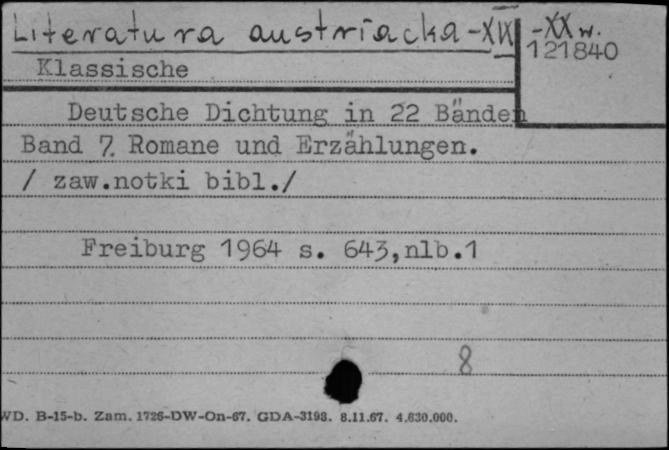 Literatura austriacka-XIX -XX w.
121840
Klassische
Deutsche Dichtung in 22 Bänden
Band 7. Romane und Erzählungen.
/ zaw.notki bibl./
Freiburg 1964 s. 643,nlb.1
8
WD. B-15-b. Zam. 1726-DW-On-67. GDA-3198. 8.11.67. 4.630.000.